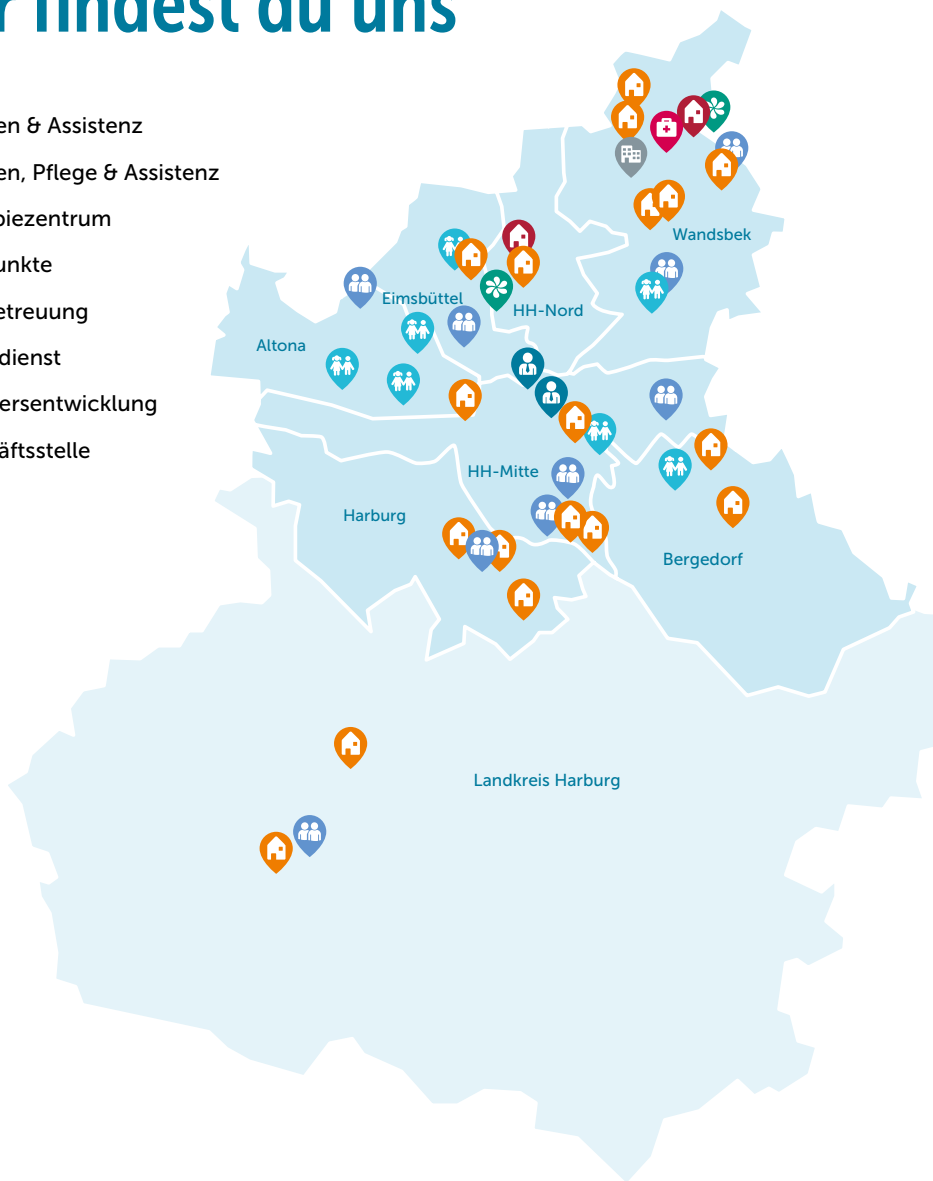 r findest du uns
en & Assistenz
en, Pflege & Assistenz
piezentrum
unkte
etreuung
dienst
ersentwicklung
äftsstelle
Wandsbek
Eimsbüttel
HH-Nord
Altona
HH-Mitte
Harburg
Bergedorf
Landkreis Harburg